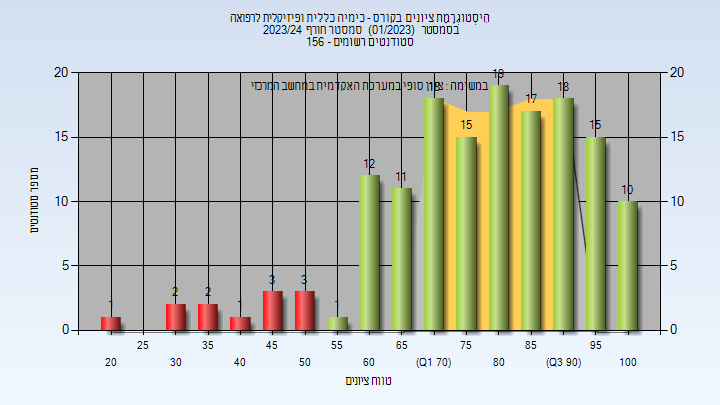 היסטוגרמת ציונים בקורס - כימיה כללית ופיזיקלית לרפואה
בסמסטר (01/2023) סמסטר חורף 2023/24
סטודנטים רשומים - 156
במשימה : ציון סופי במערכת האקדמית במחשב המרכזי
מספר סטודנטים
20 15 10 5 0
20 15 10 5 0
1 2 2 1 3 3 1 12 11 18 15 19 17 18 15 10
25 35 45 55 65 75 85 95
20 30 40 50 60 (Q1 70) 80 (Q3 90) 100
טווח ציונים